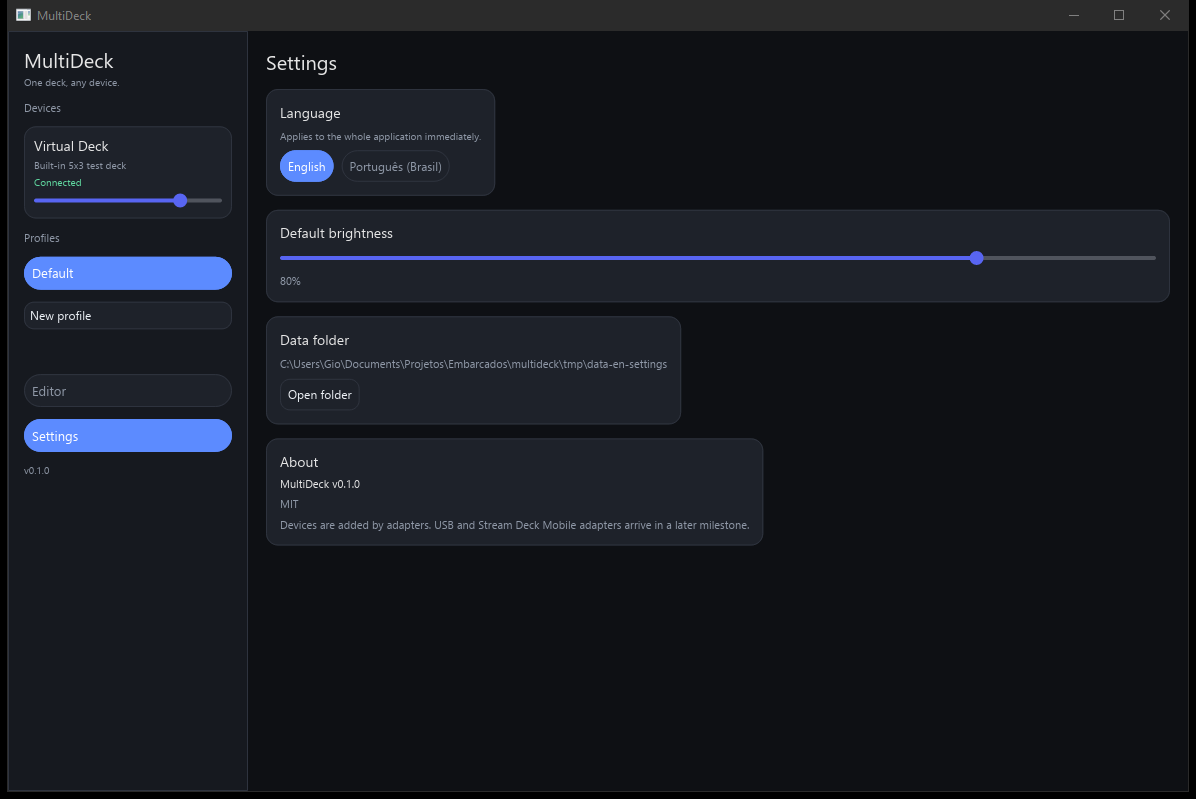 MultiDeck
MultiDeck
One deck, any device.
Devices
Virtual Deck
Built-in 5x3 test deck
Connected
Profiles
Default
New profile
Editor
Settings
v0.1.0
Settings
Language
Applies to the whole application immediately.
English
Português (Brasil)
Default brightness
80%
Data folder
C:\Users\Gio\Documents\Projetos\Embarcados\multideck\tmp\data-en-settings
Open folder
About
MultiDeck v0.1.0
MIT
Devices are added by adapters. USB and Stream Deck Mobile adapters arrive in a later milestone.